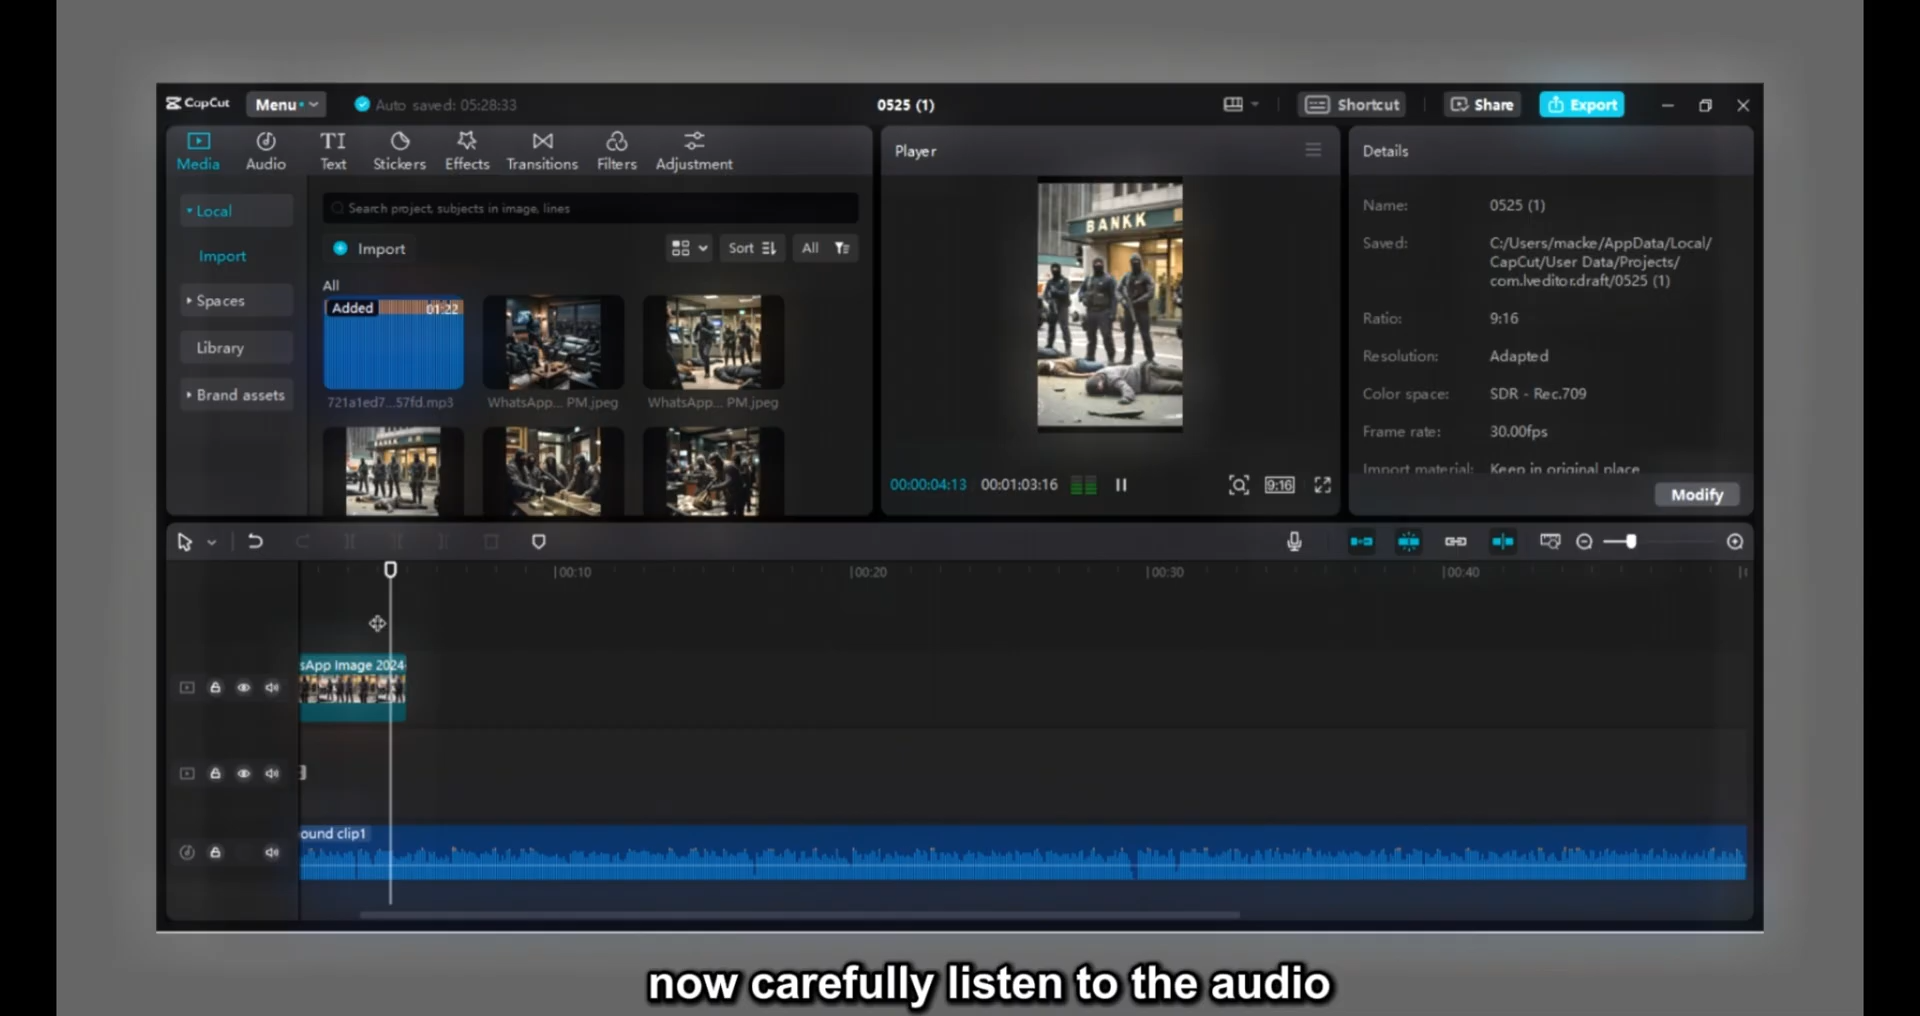 CapCut Menu Auto saved: 05:28:33 0525 (1) Shortcut Share Export
Media Audio Text Stickers Effects Transitions Filters Adjustment
Player
Details
Local
Import
Spaces
Library
Brand assets
Search project, subjects in image, lines
Import Sort All
All
Added 01:22
721a1ed7...57fd.mp3 WhatsApp... PM.jpeg WhatsApp... PM.jpeg
BANKK
00:00:04:13 00:01:03:16 9:16
Name: 0525 (1)
Saved: C:/Users/macke/AppData/Local/
CapCut/User Data/Projects/
com.lveditor.draft/0525 (1)
Ratio: 9:16
Resolution: Adapted
Color space: SDR - Rec.709
Frame rate: 30.00fps
Import material: Keep in original place
Modify
00:10 00:20 00:30 00:40
sApp Image 2024-
ound clip1
now carefully listen to the audio